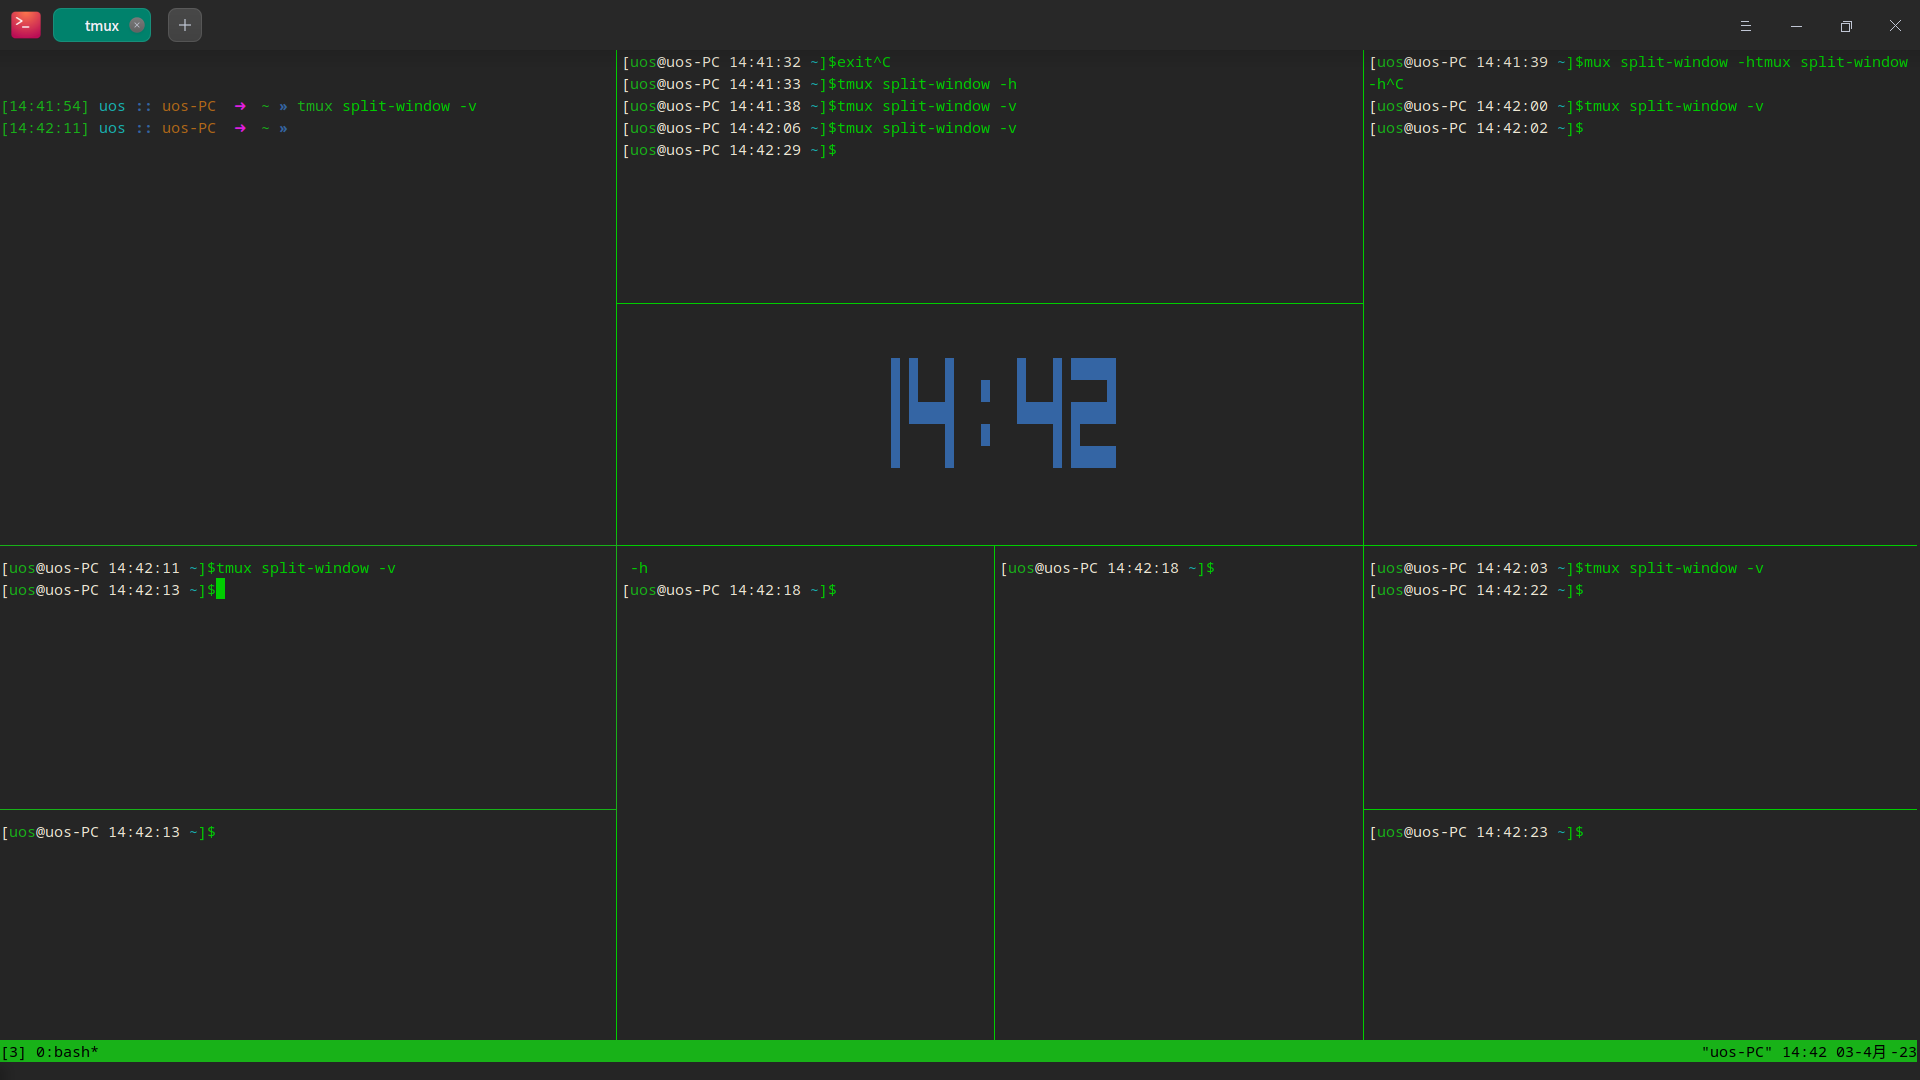 tmux
[14:41:54] uos :: uos-PC ➜ ~ » tmux split-window -v
[14:42:11] uos :: uos-PC ➜ ~ »
[uos@uos-PC 14:41:32 ~]$exit^C
[uos@uos-PC 14:41:33 ~]$tmux split-window -h
[uos@uos-PC 14:41:38 ~]$tmux split-window -v
[uos@uos-PC 14:42:06 ~]$tmux split-window -v
[uos@uos-PC 14:42:29 ~]$
14:42
[uos@uos-PC 14:41:39 ~]$mux split-window -htmux split-window
-h^C
[uos@uos-PC 14:42:00 ~]$tmux split-window -v
[uos@uos-PC 14:42:02 ~]$
[uos@uos-PC 14:42:11 ~]$tmux split-window -v
[uos@uos-PC 14:42:13 ~]$
-h
[uos@uos-PC 14:42:18 ~]$
[uos@uos-PC 14:42:18 ~]$
[uos@uos-PC 14:42:03 ~]$tmux split-window -v
[uos@uos-PC 14:42:22 ~]$
[uos@uos-PC 14:42:13 ~]$
[uos@uos-PC 14:42:23 ~]$
[3] 0:bash*
"uos-PC" 14:42 03-4月-23